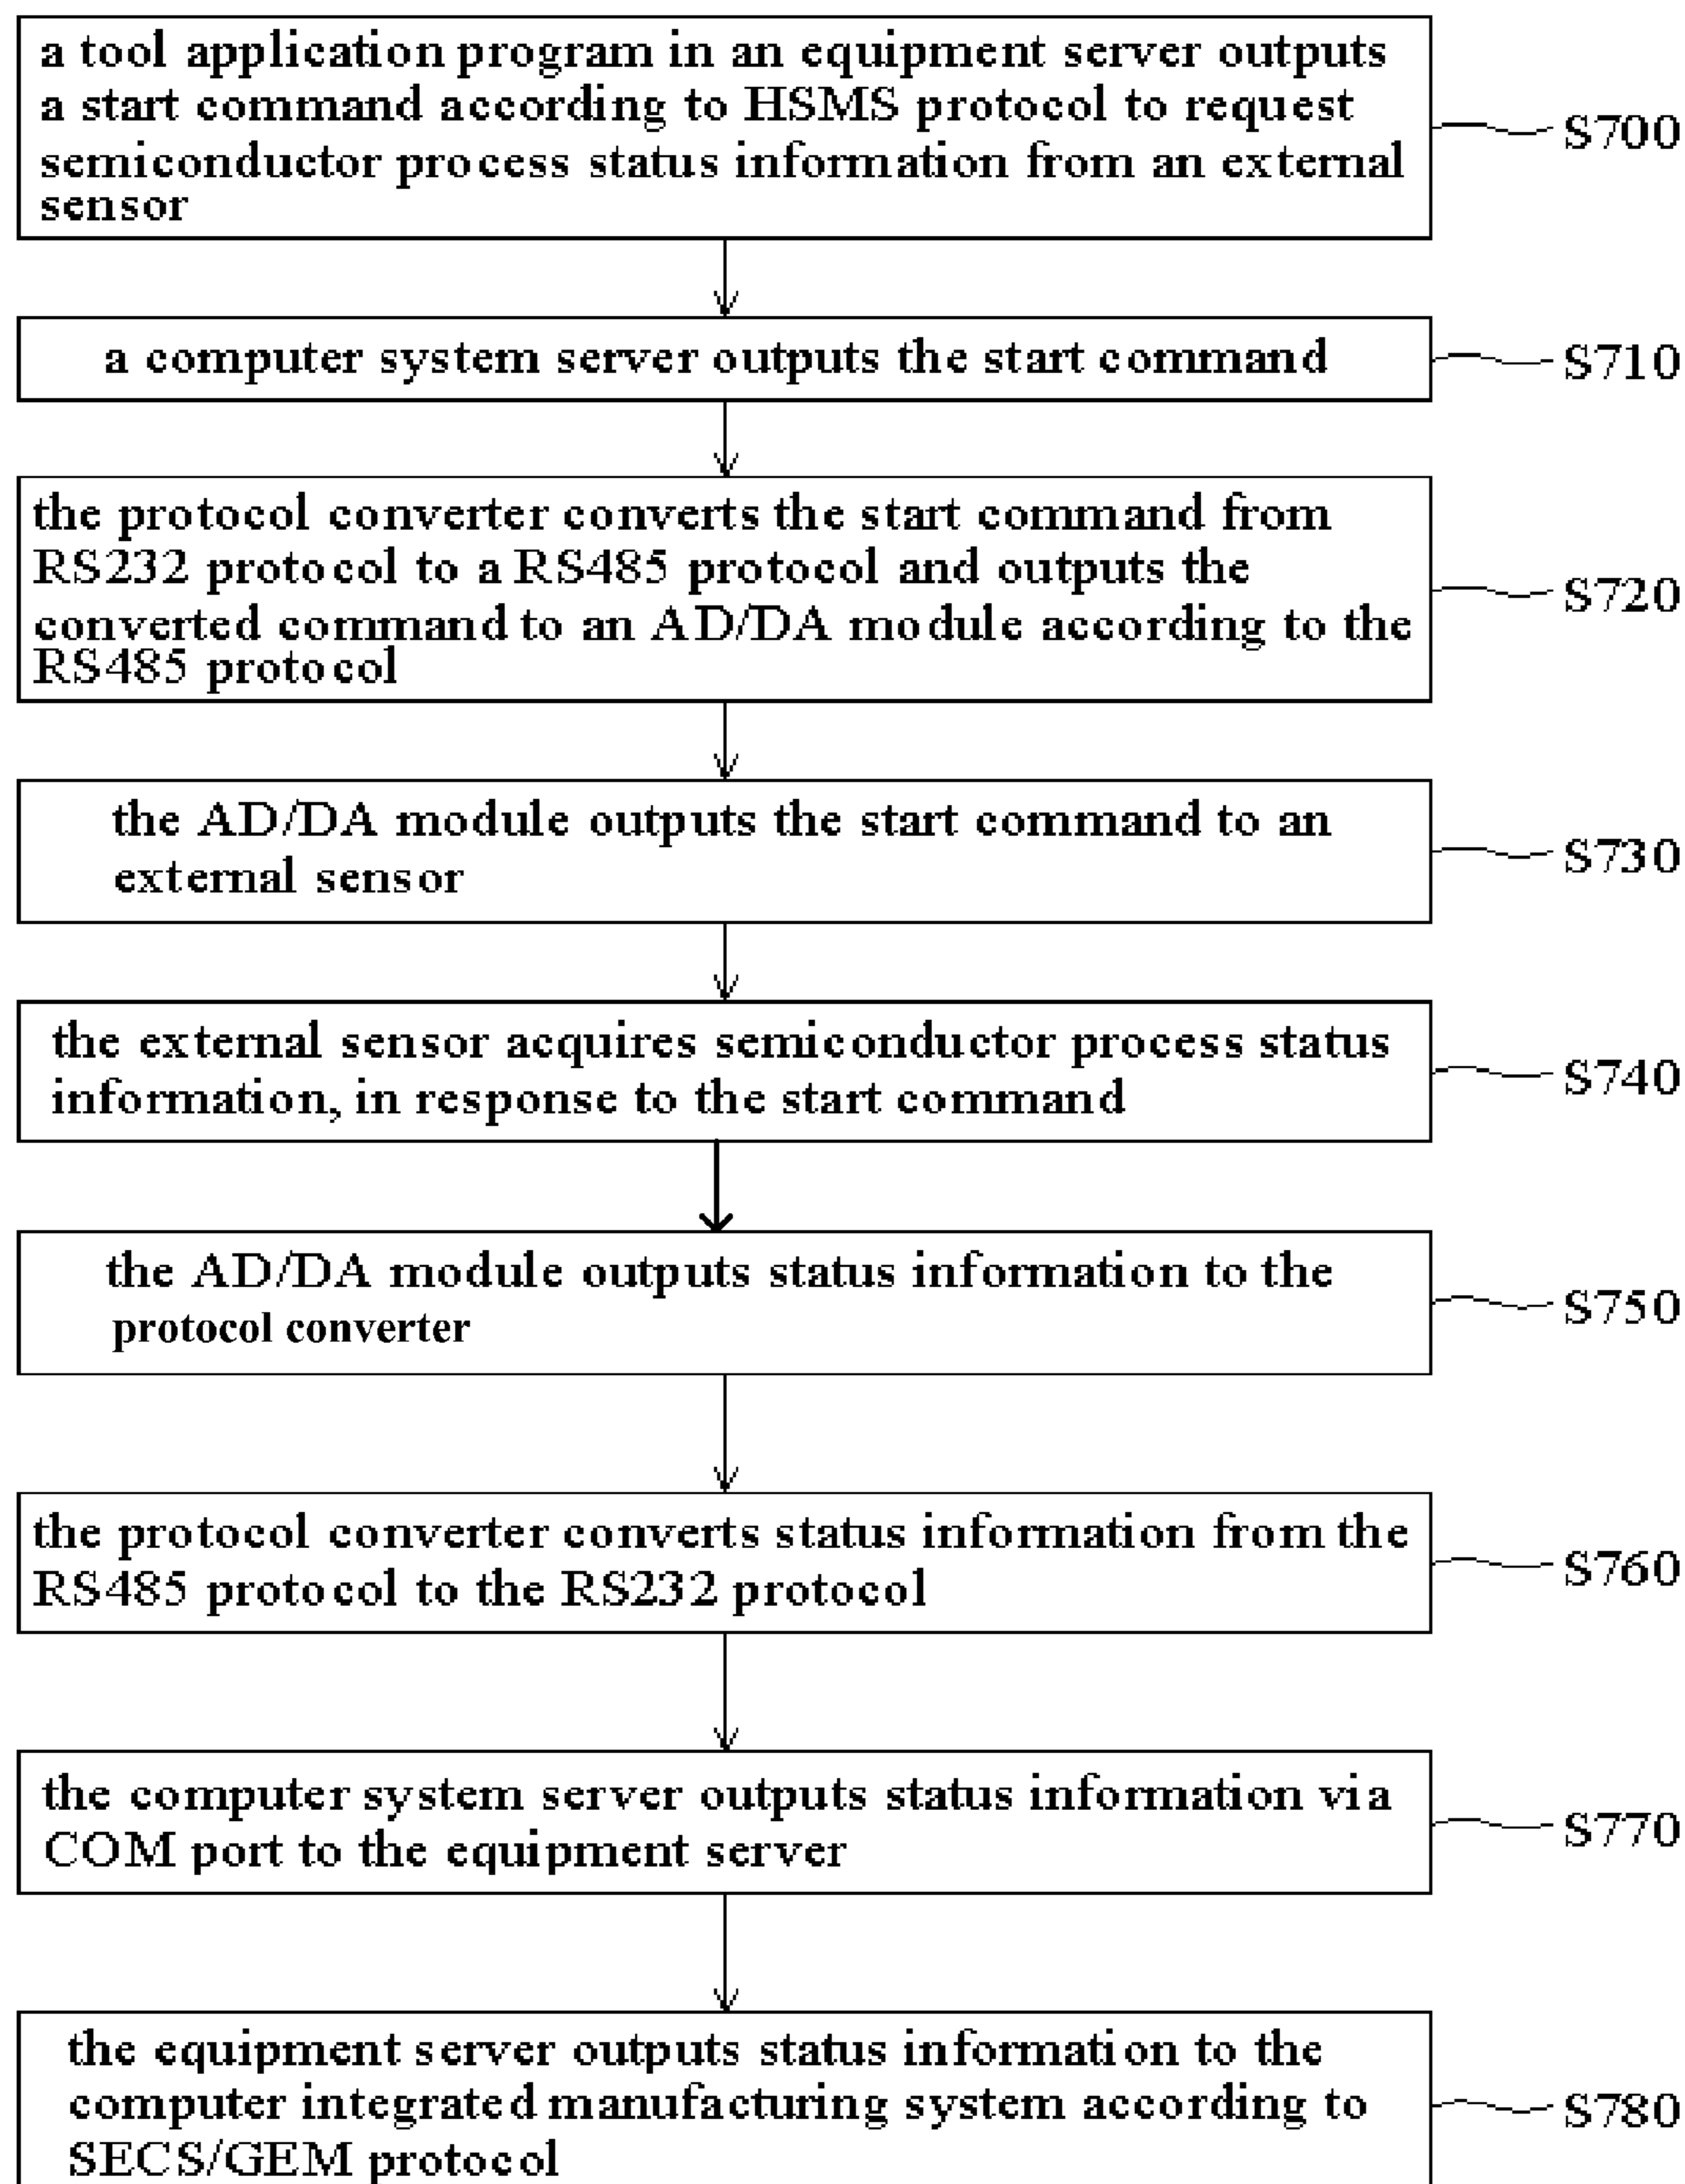 a tool application program in an equipment server outputs
a start command according to HSMS protocol to request
semiconductor process status information from an external
sensor
S700
a computer system server outputs the start command
S710
the protocol converter converts the start command from
RS232 protocol to a RS485 protocol and outputs the
converted command to an AD/DA module according to the
RS485 protocol
S720
the AD/DA module outputs the start command to an
external sensor
S730
the external sensor acquires semiconductor process status
information, in response to the start command
S740
the AD/DA module outputs status information to the
protocol converter
S750
the protocol converter converts status information from the
RS485 protocol to the RS232 protocol
S760
the computer system server outputs status information via
COM port to the equipment server
S770
the equipment server outputs status information to the
computer integrated manufacturing system according to
SECS/GEM protocol
S780